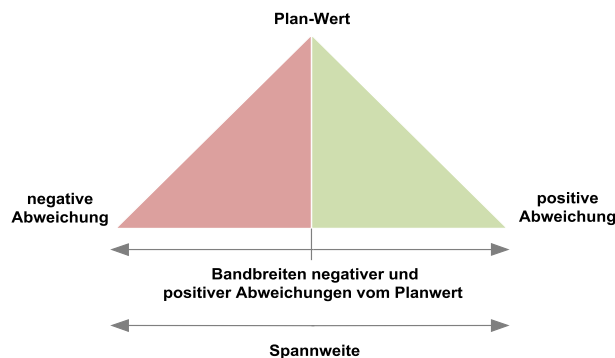 Plan-Wert
negative
Abweichung
positive
Abweichung
Bandbreiten negativer und
positiver Abweichungen vom Planwert
Spannweite